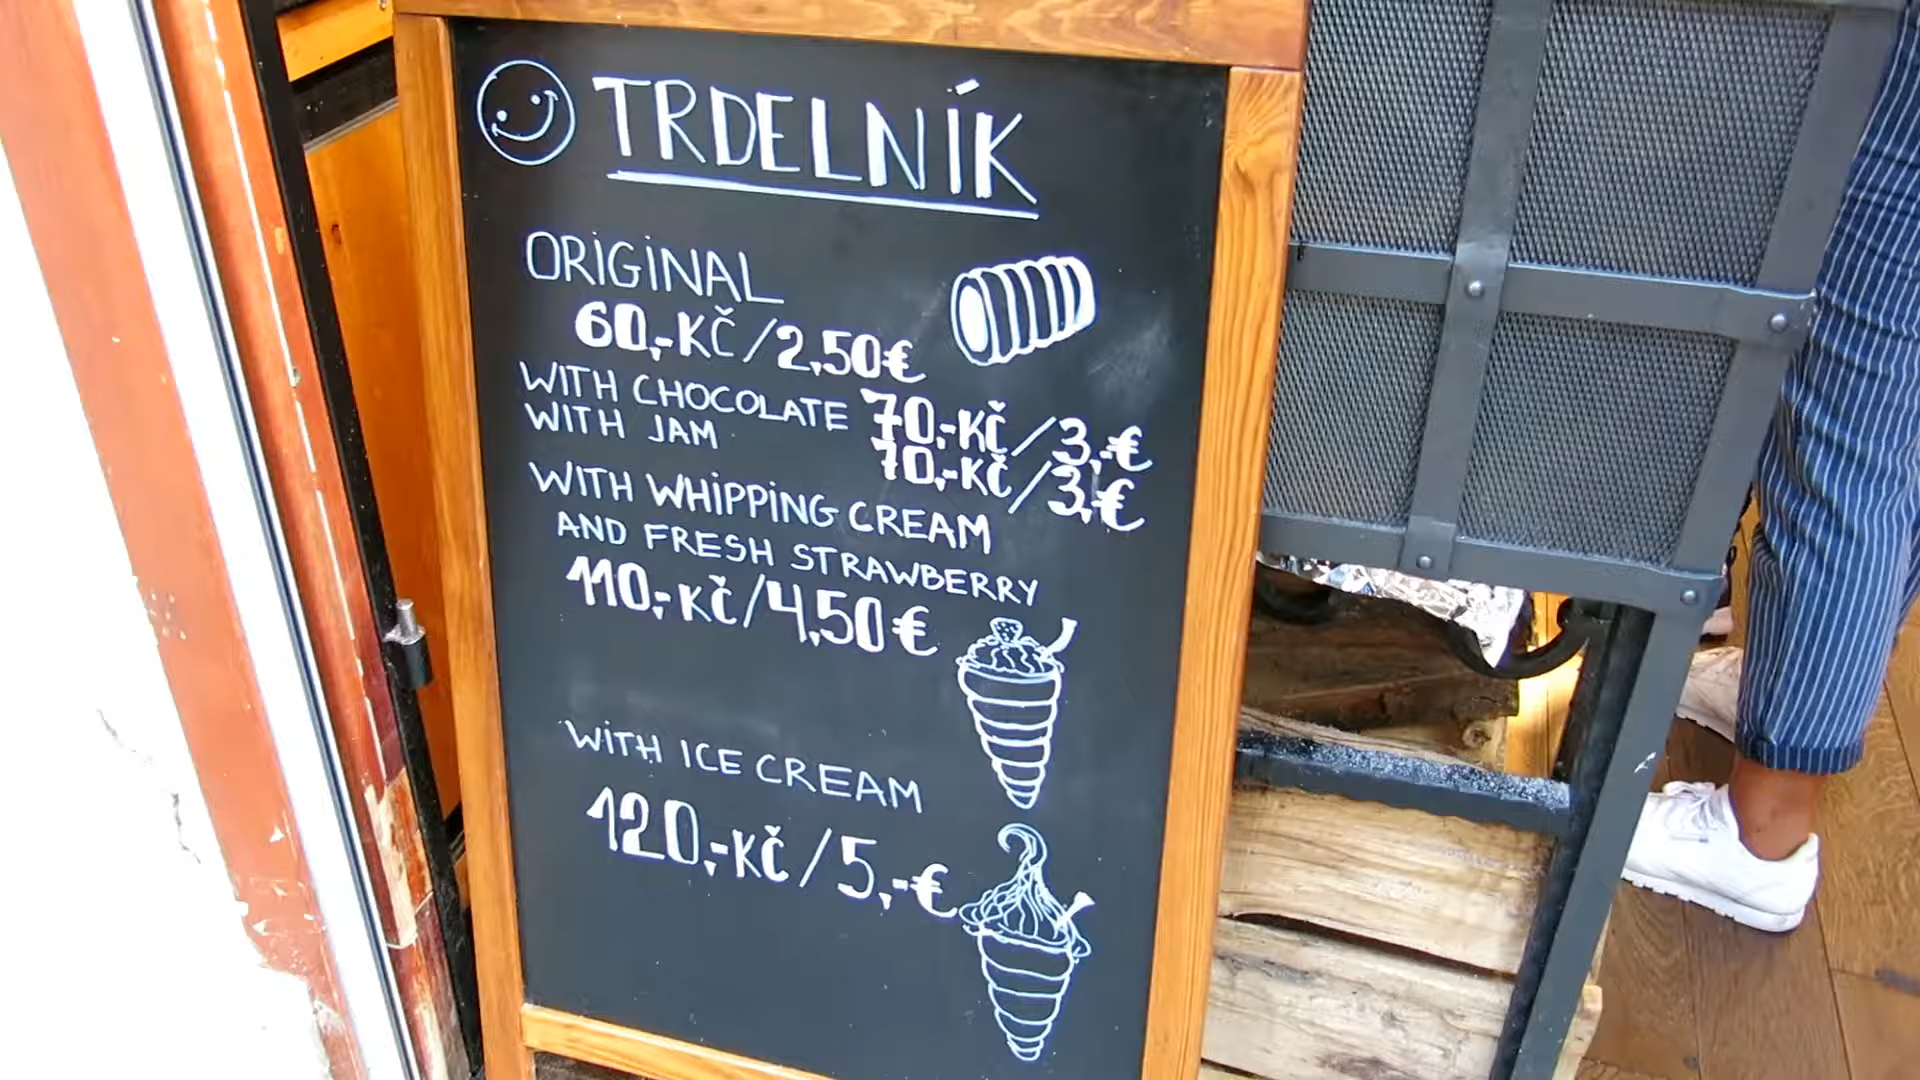 TRDELNÍK
ORIGINAL
60,-KČ/2,50€
WITH CHOCOLATE 70,-KČ/3,-€
WITH JAM 70,-KČ/3,-€
WITH WHIPPING CREAM
AND FRESH STRAWBERRY
110,-KČ/4,50€
WITH ICE CREAM
120,-KČ/5,-€